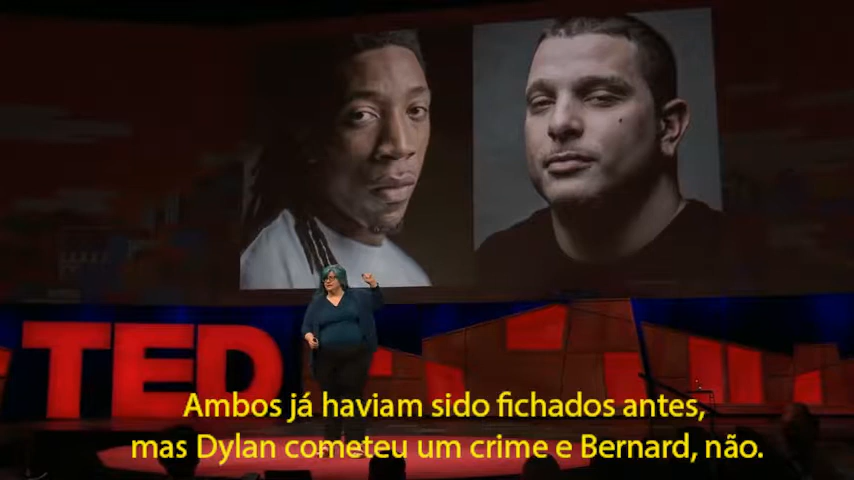 TED
Ambos já haviam sido fichados antes,
mas Dylan cometeu um crime e Bernard, não.